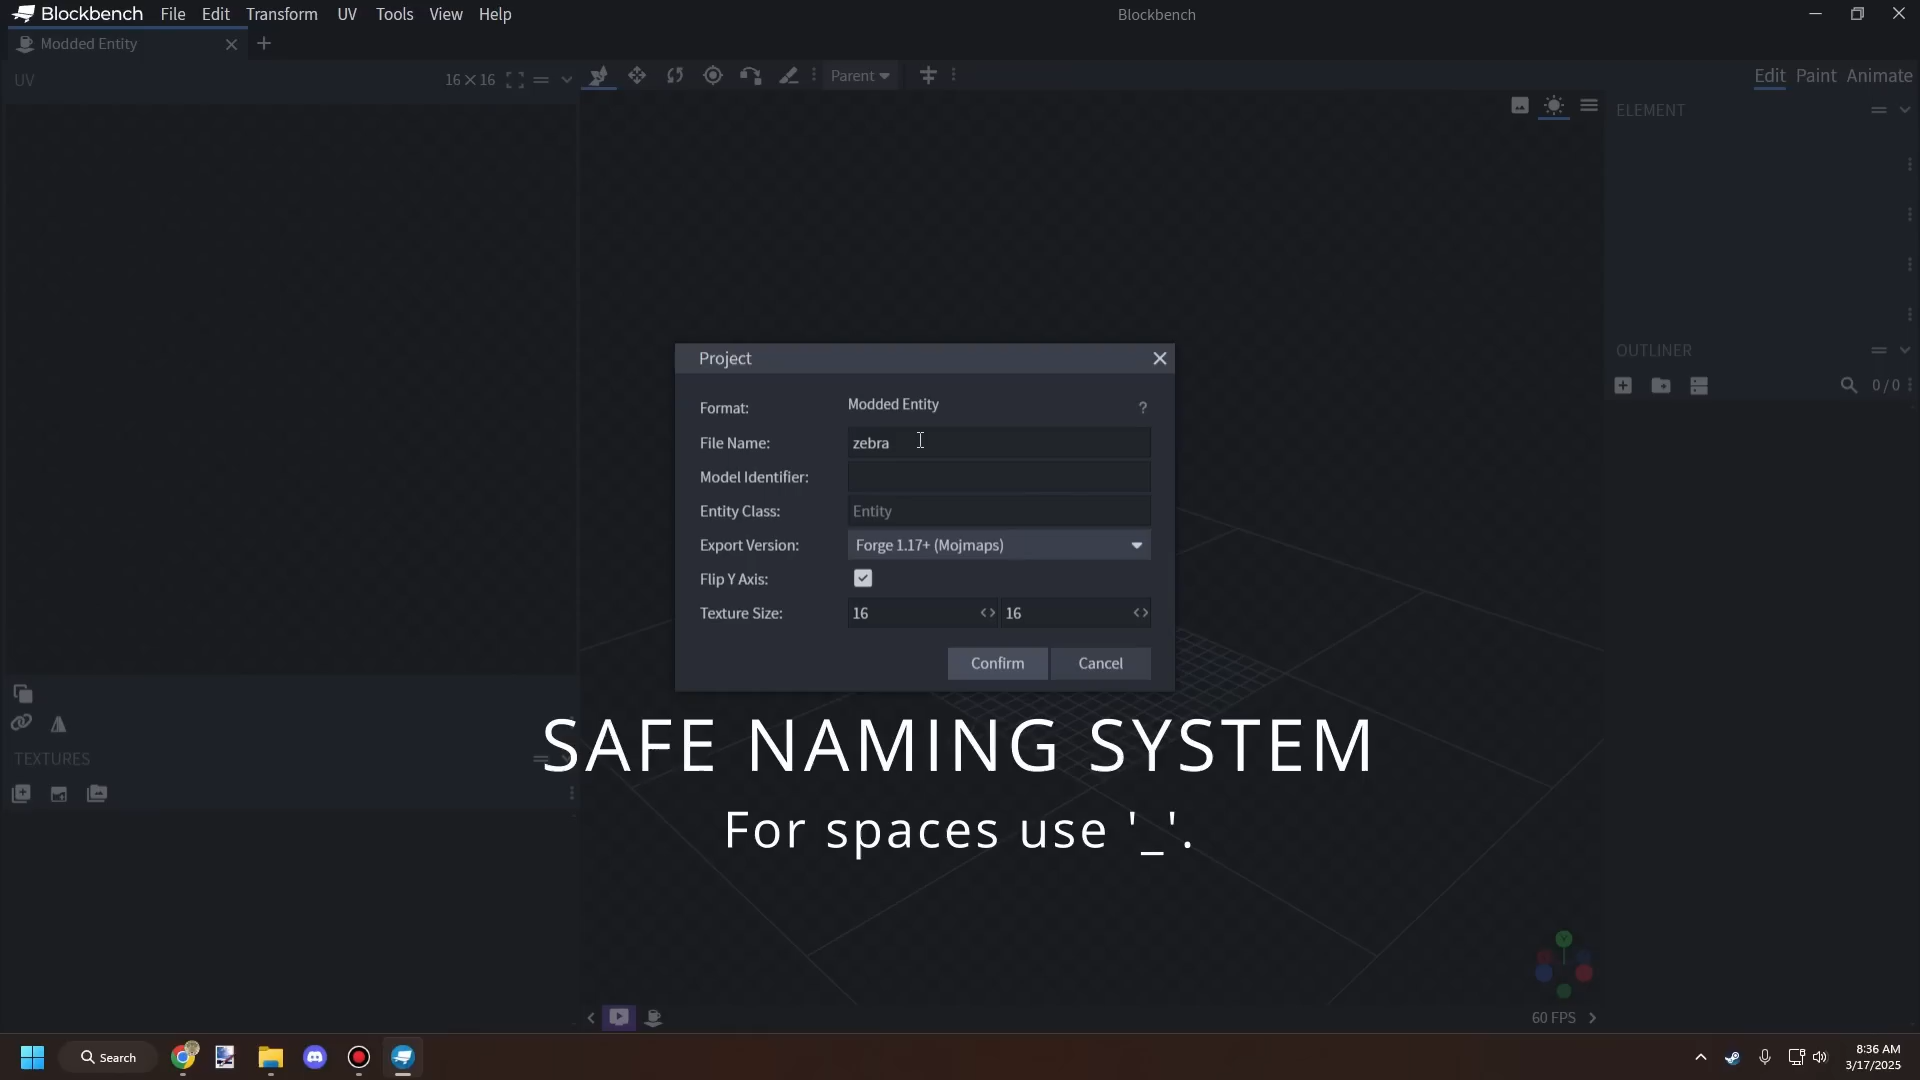 Blockbench File Edit Transform UV Tools View Help
Blockbench
Modded Entity
UV
16 × 16
Parent
Edit Paint Animate
ELEMENT
Project
Format: Modded Entity ?
File Name: zebra
Model Identifier:
Entity Class: Entity
Export Version: Forge 1.17+ (Mojmaps)
Flip Y Axis:
Texture Size: 16 16
Confirm Cancel
OUTLINER
0 / 0
SAFE NAMING SYSTEM
For spaces use '_'.
TEXTURES
60 FPS
Search
8:36 AM
3/17/2025